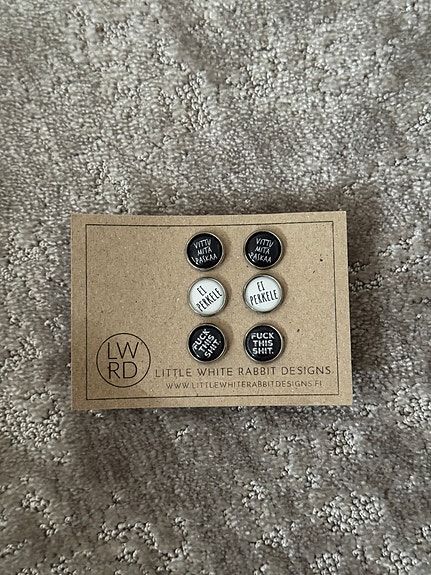 VITTU
MITÄ
PASKAA
VITTU
MITÄ
PASKAA
EI
PERKELE
EI
PERKELE
FUCK
THIS
SHIT.
FUCK
THIS
SHIT.
LW
RD
LITTLE WHITE RABBIT DESIGNS
WWW.LITTLEWHITERABBITDESIGNS.FI